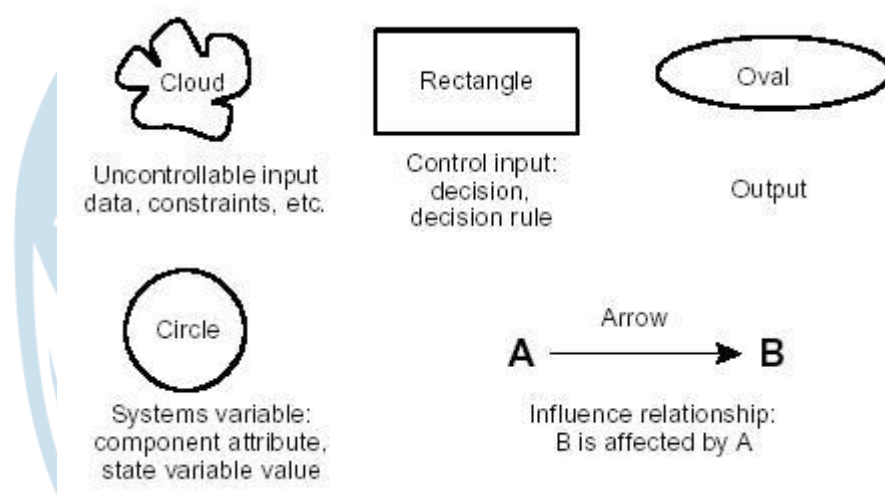 Cloud
Rectangle
Oval
Uncontrollable input
data, constraints, etc.
Control input:
decision,
decision rule
Output
Circle
Arrow
A
B
Systems variable:
component attribute,
state variable value
Influence relationship:
B is affected by A